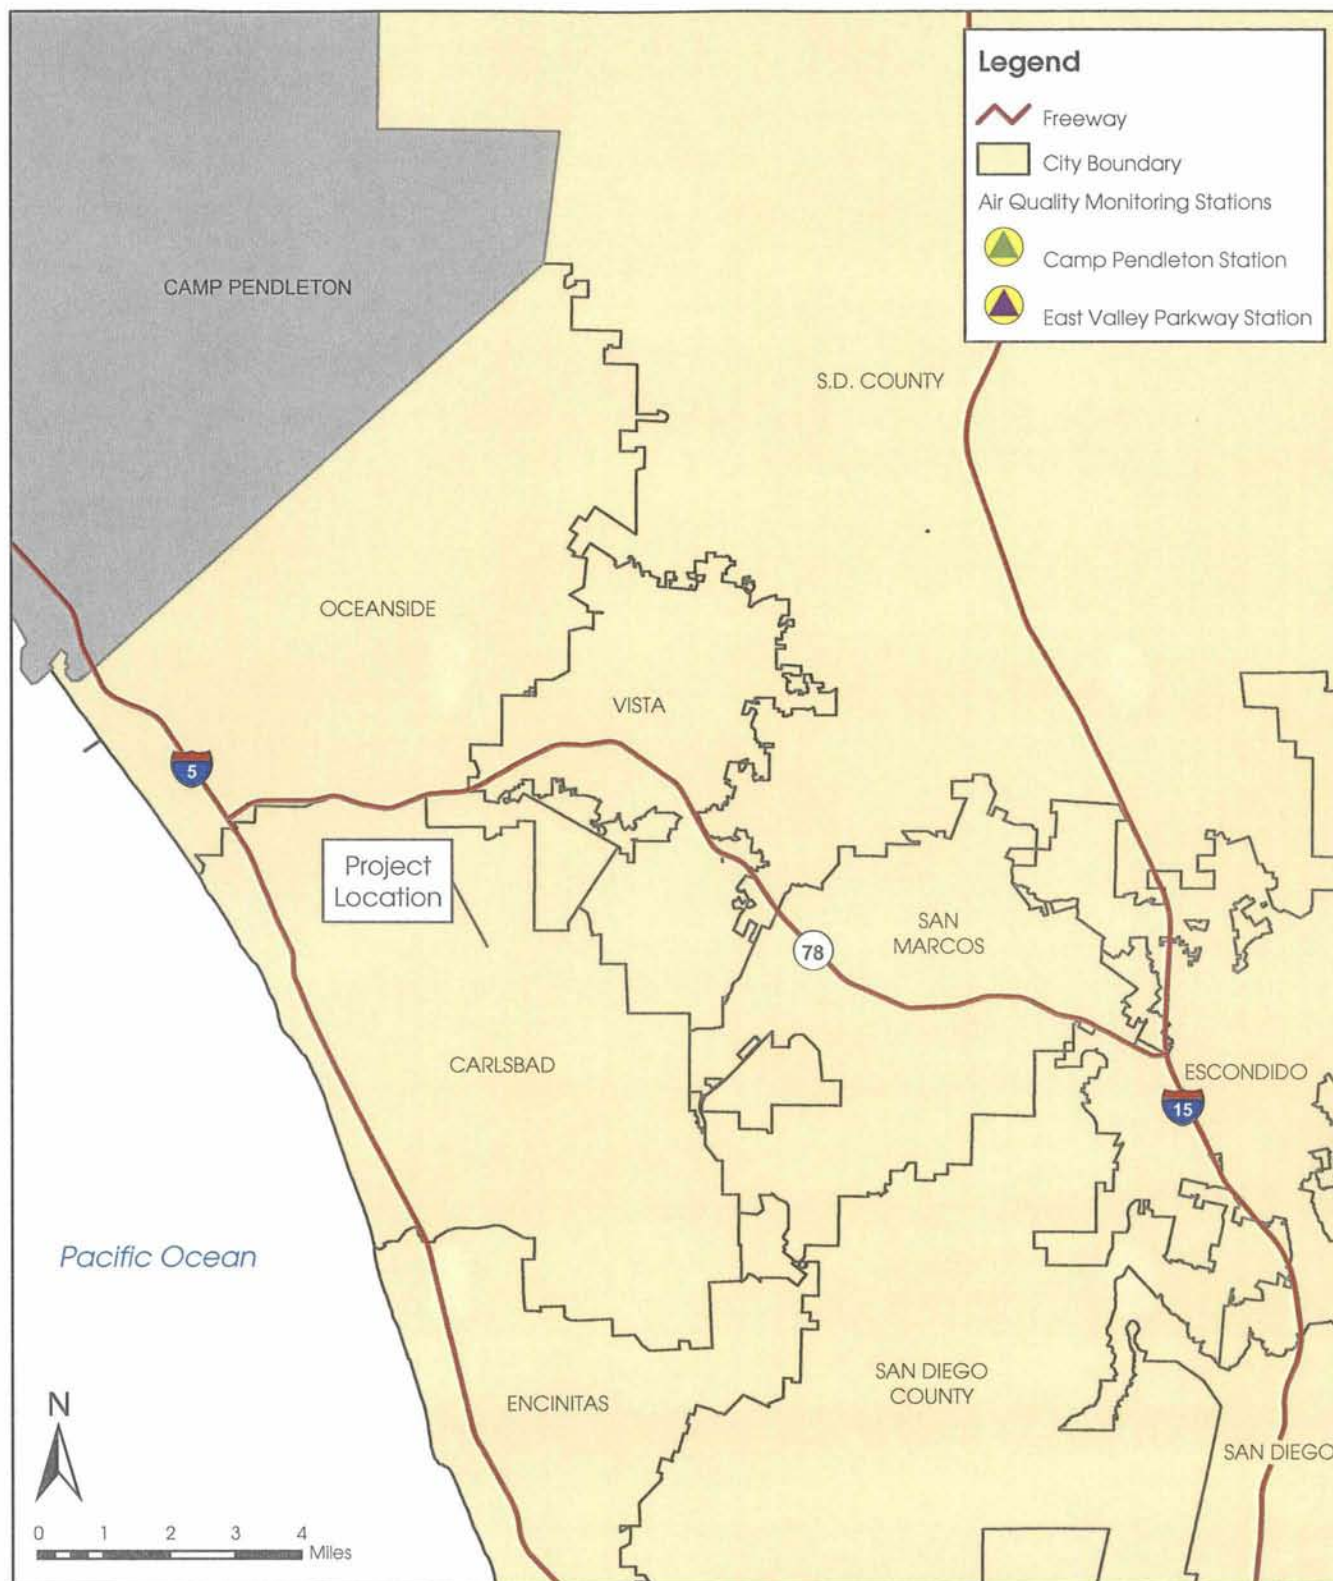 Legend
Freeway
City Boundary
Air Quality Monitoring Stations
Camp Pendleton Station
East Valley Parkway Station
CAMP PENDLETON
S.D. COUNTY
OCEANSIDE
VISTA
5
Project
Location
SAN
MARCOS
78
CARLSBAD
ESCONDIDO
15
Pacific Ocean
SAN DIEGO
COUNTY
ENCINITAS
SAN DIEGO
N
0 1 2 3 4
Miles